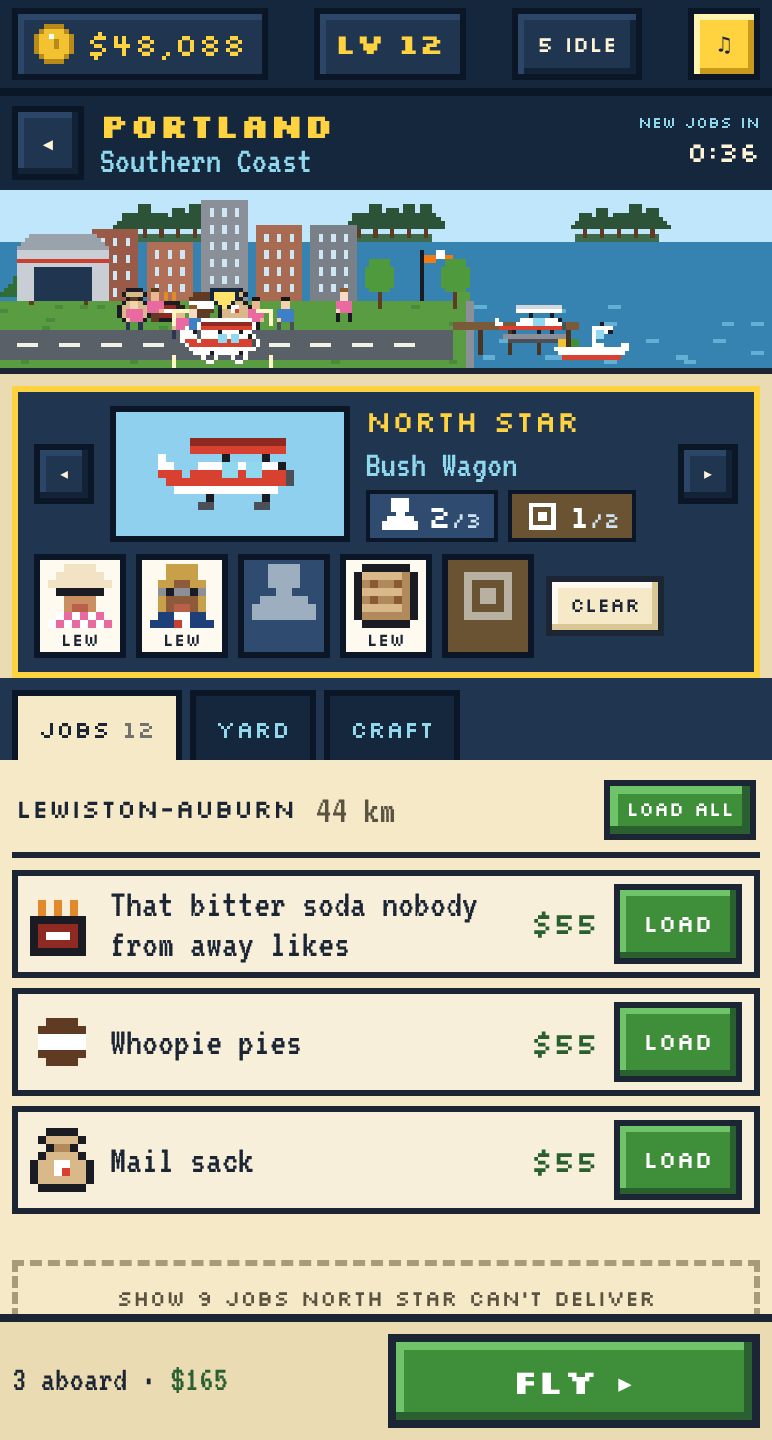 $48,088
LV 12
5 IDLE
♫
◂
PORTLAND
Southern Coast
NEW JOBS IN
0:36
NORTH STAR
◂
Bush Wagon
▸
2/3
1/2
LEW
LEW
LEW
CLEAR
JOBS 12
YARD
CRAFT
LEWISTON-AUBURN 44 km
LOAD ALL
That bitter soda nobody
from away likes
$55
LOAD
Whoopie pies
$55
LOAD
Mail sack
$55
LOAD
SHOW 9 JOBS NORTH STAR CAN'T DELIVER
3 aboard · $165
FLY ▸